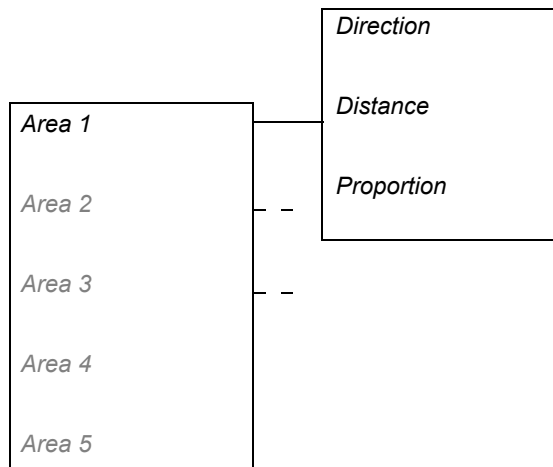 Direction
Distance
Proportion
Area 1
Area 2
Area 3
Area 4
Area 5